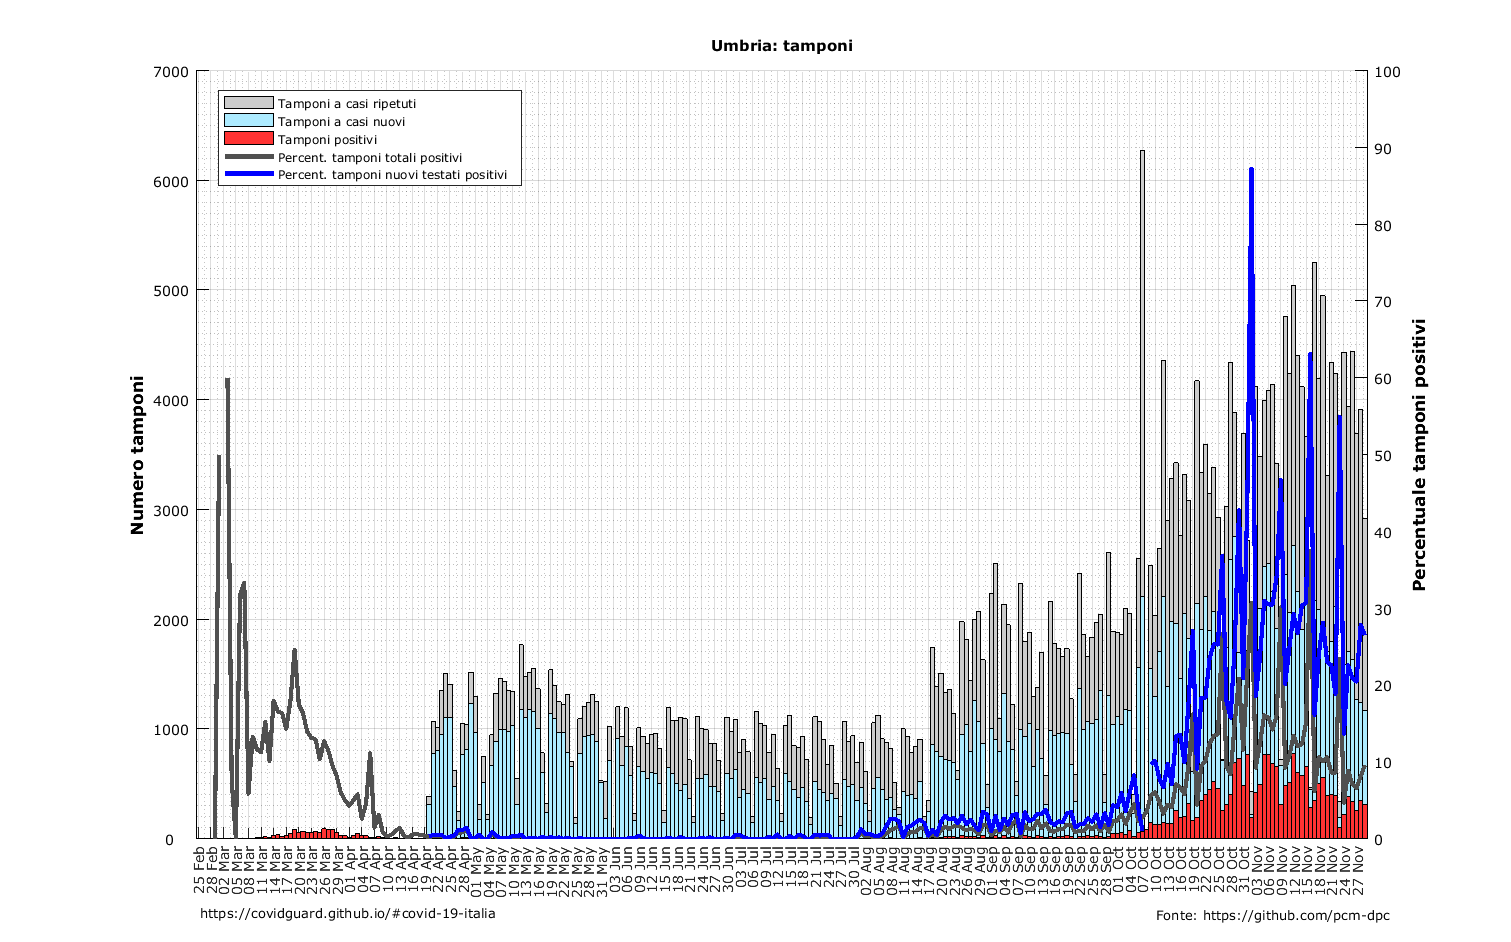 Umbria: tamponi
7000
6000
5000
4000
3000
2000
1000
0
Numero tamponi
Tamponi a casi ripetuti
Tamponi a casi nuovi
Tamponi positivi
Percent. tamponi totali positivi
Percent. tamponi nuovi testati positivi
100
90
80
70
60
50
40
30
20
10
0
Percentuale tamponi positivi
25 Feb
28 Feb
02 Mar
05 Mar
08 Mar
11 Mar
14 Mar
17 Mar
20 Mar
23 Mar
26 Mar
29 Mar
01 Apr
04 Apr
07 Apr
10 Apr
13 Apr
16 Apr
19 Apr
22 Apr
25 Apr
28 Apr
01 May
04 May
07 May
10 May
13 May
16 May
19 May
22 May
25 May
28 May
31 May
03 Jun
06 Jun
09 Jun
12 Jun
15 Jun
18 Jun
21 Jun
24 Jun
27 Jun
30 Jun
03 Jul
06 Jul
09 Jul
12 Jul
15 Jul
18 Jul
21 Jul
24 Jul
27 Jul
30 Jul
02 Aug
05 Aug
08 Aug
11 Aug
14 Aug
17 Aug
20 Aug
23 Aug
26 Aug
29 Aug
01 Sep
04 Sep
07 Sep
10 Sep
13 Sep
16 Sep
19 Sep
22 Sep
25 Sep
28 Sep
01 Oct
04 Oct
07 Oct
10 Oct
13 Oct
16 Oct
19 Oct
22 Oct
25 Oct
28 Oct
31 Oct
03 Nov
06 Nov
09 Nov
12 Nov
15 Nov
18 Nov
21 Nov
24 Nov
27 Nov
https://covidguard.github.io/#covid-19-italia
Fonte: https://github.com/pcm-dpc